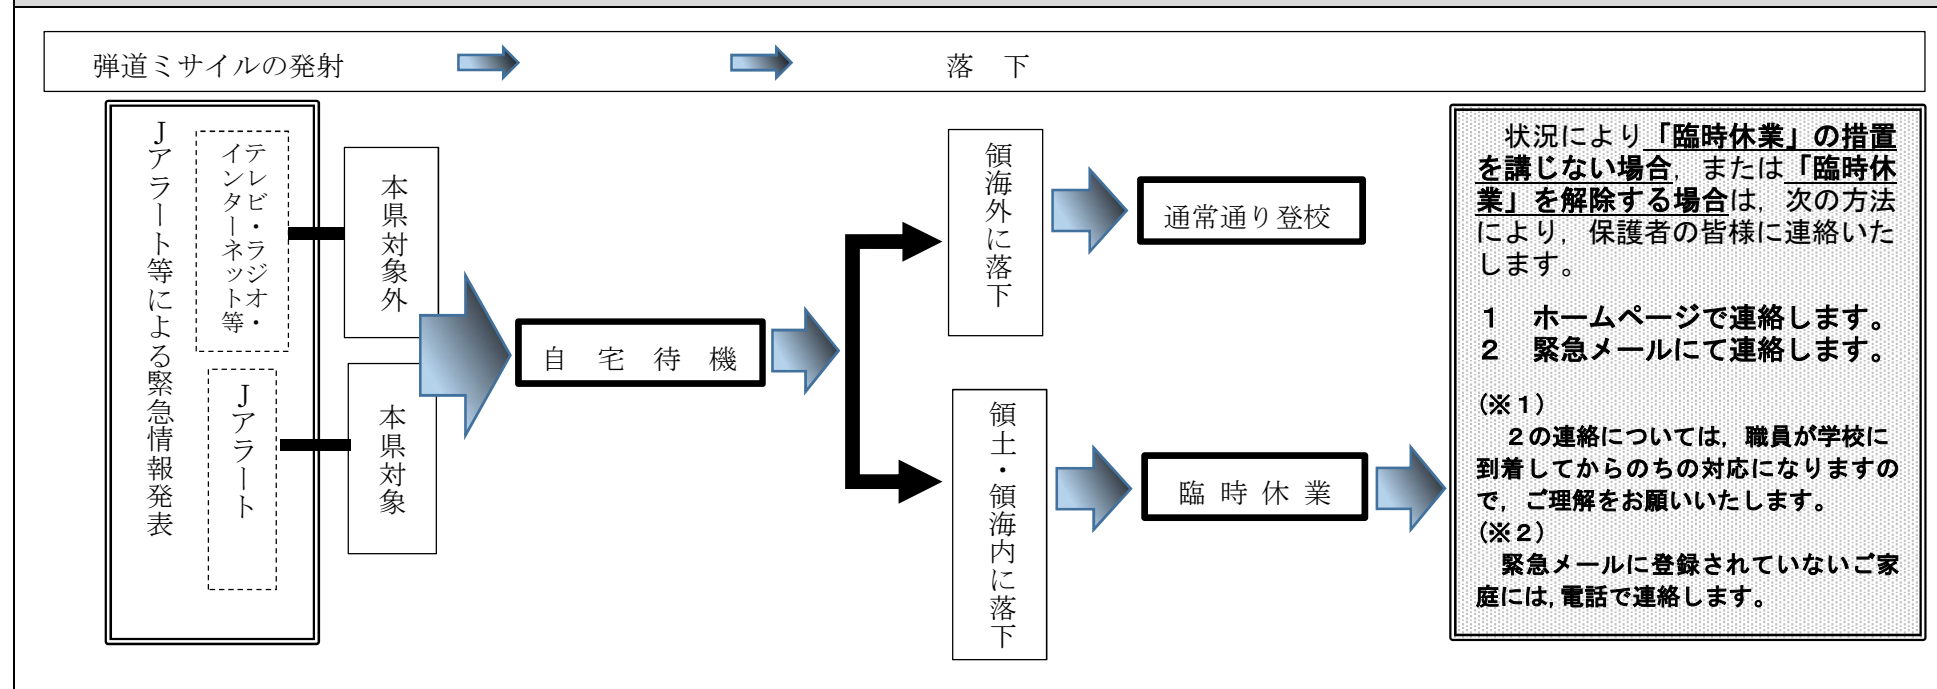 弾道ミサイルの発射
落　下
Jアラート等による緊急情報発表
テレビ・ラジオ・
インターネット等
Jアラート
本県対象外
本県対象
自　宅　待　機
領海外に落下
領土・領海内に落下
通常通り登校
臨 時 休 業
状況により「臨時休業」の措置
を講じない場合，または「臨時休
業」を解除する場合は，次の方法
により，保護者の皆様に連絡いた
します。
１　ホームページで連絡します。
２　緊急メールにて連絡します。
(※１)
２の連絡については，職員が学校に
到着してからのちの対応になりますの
で，ご理解をお願いいたします。
(※２)
緊急メールに登録されていないご家
庭には，電話で連絡します。